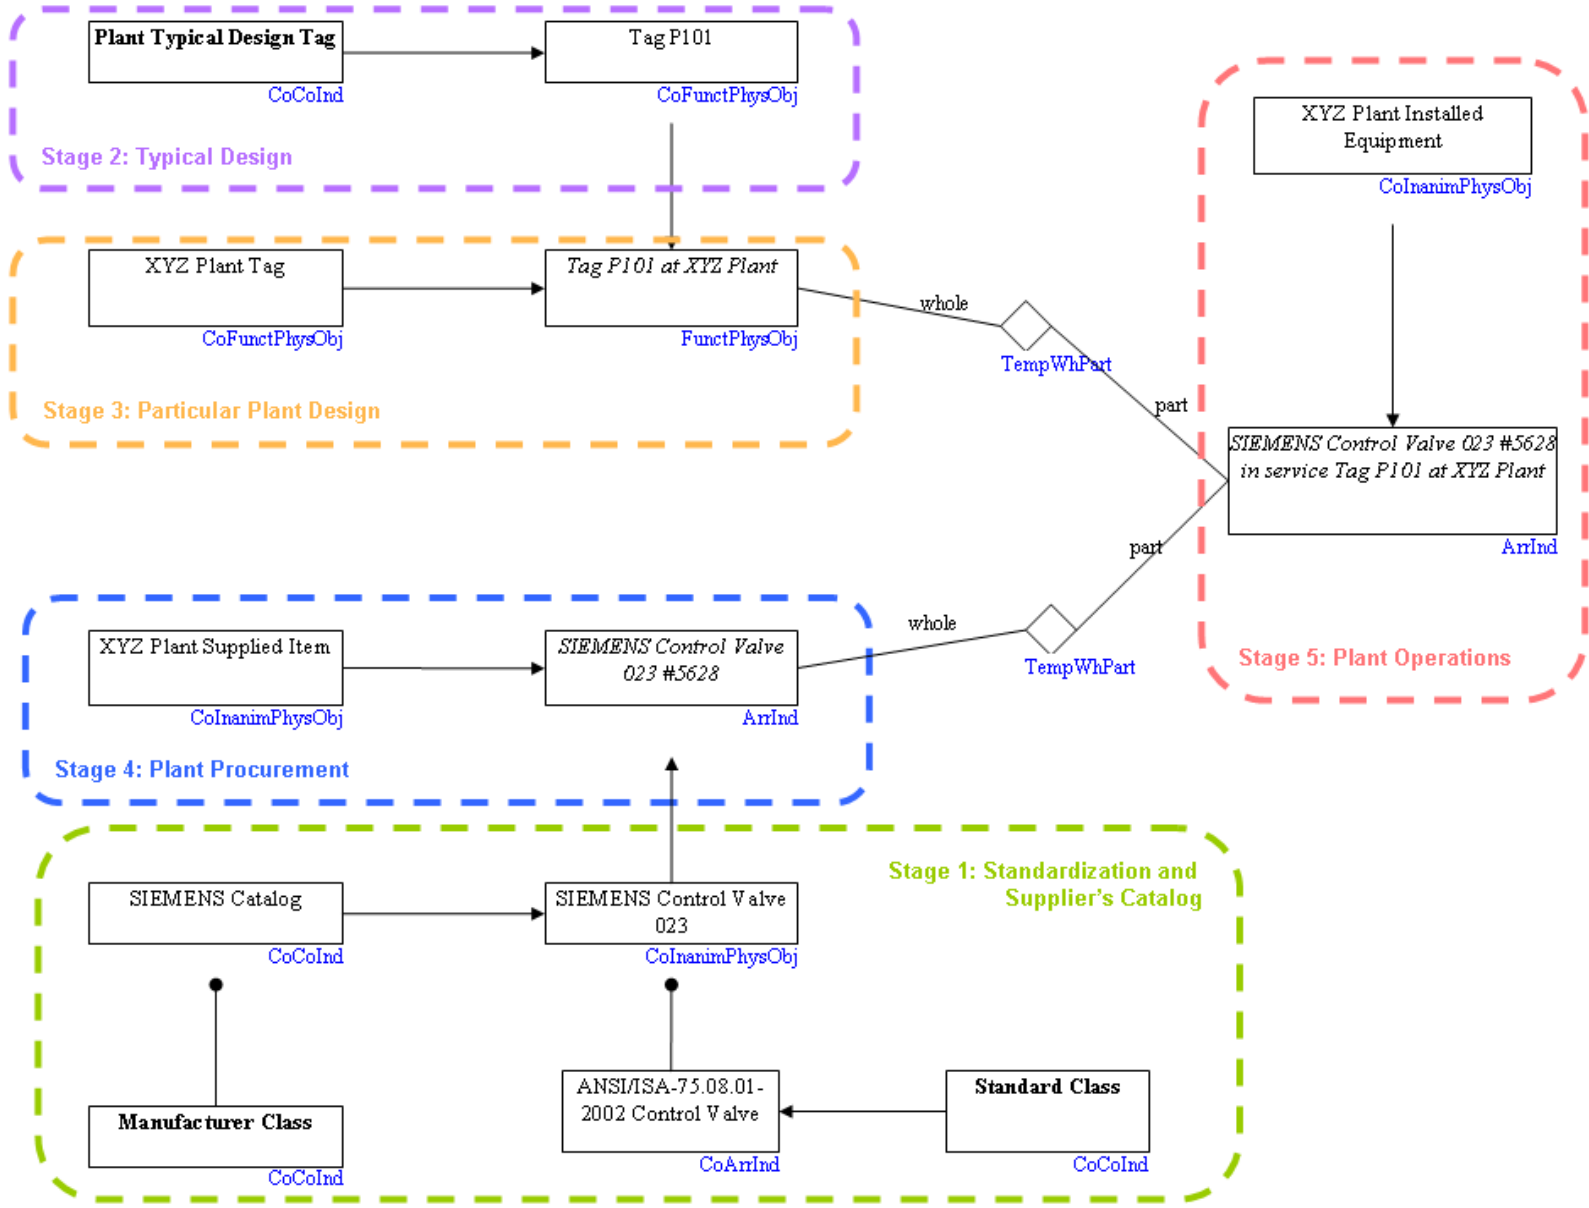 Plant Typical Design Tag
CoCoInd
Tag P101
CoFunctPhysObj
Stage 2: Typical Design
XYZ Plant Installed
Equipment
CoInanimPhysObj
XYZ Plant Tag
CoFunctPhysObj
Tag P101 at XYZ Plant
FunctPhysObj
whole
TempWhPart
part
Stage 3: Particular Plant Design
SIEMENS Control Valve 023 #5628
in service Tag P101 at XYZ Plant
ArrInd
part
whole
TempWhPart
Stage 5: Plant Operations
XYZ Plant Supplied Item
CoInanimPhysObj
SIEMENS Control Valve
023 #5628
ArrInd
Stage 4: Plant Procurement
Stage 1: Standardization and
Supplier's Catalog
SIEMENS Catalog
CoCoInd
SIEMENS Control Valve
023
CoInanimPhysObj
Manufacturer Class
CoCoInd
ANSI/ISA-75.08.01-
2002 Control Valve
CoArrInd
Standard Class
CoCoInd